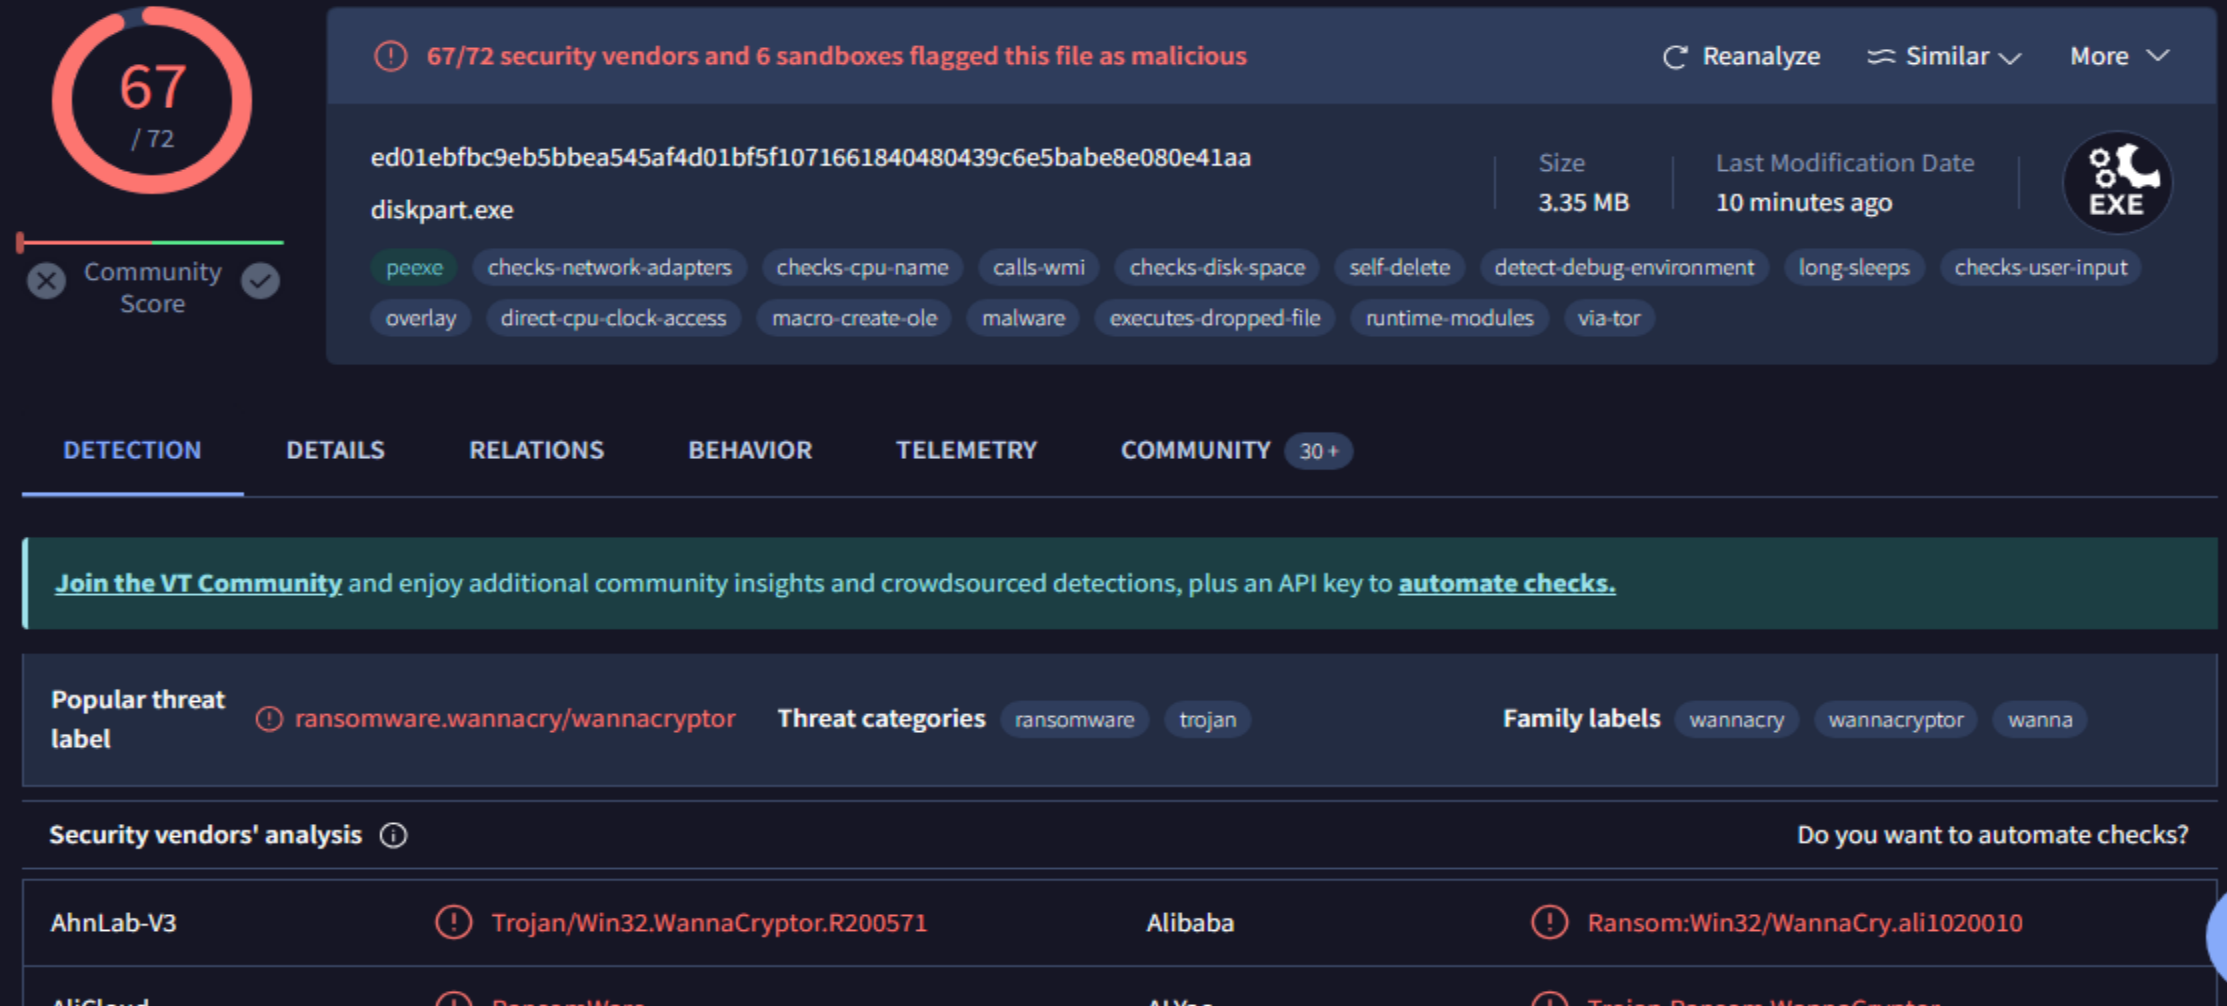 67
/ 72
Community
Score
67/72 security vendors and 6 sandboxes flagged this file as malicious
Reanalyze
Similar
More
ed01ebfbc9eb5bbea545af4d01bf5f1071661840480439c6e5babe8e080e41aa
diskpart.exe
Size
3.35 MB
Last Modification Date
10 minutes ago
EXE
peexe checks-network-adapters checks-cpu-name calls-wmi checks-disk-space self-delete detect-debug-environment long-sleeps checks-user-input
overlay direct-cpu-clock-access macro-create-ole malware executes-dropped-file runtime-modules via-tor
DETECTION DETAILS RELATIONS BEHAVIOR TELEMETRY COMMUNITY 30+
Join the VT Community and enjoy additional community insights and crowdsourced detections, plus an API key to automate checks.
Popular threat
label
ransomware.wannacry/wannacryptor
Threat categories ransomware trojan
Family labels wannacry wannacryptor wanna
Security vendors' analysis
Do you want to automate checks?
AhnLab-V3 Trojan/Win32.WannaCryptor.R200571 Alibaba Ransom:Win32/WannaCry.ali1020010